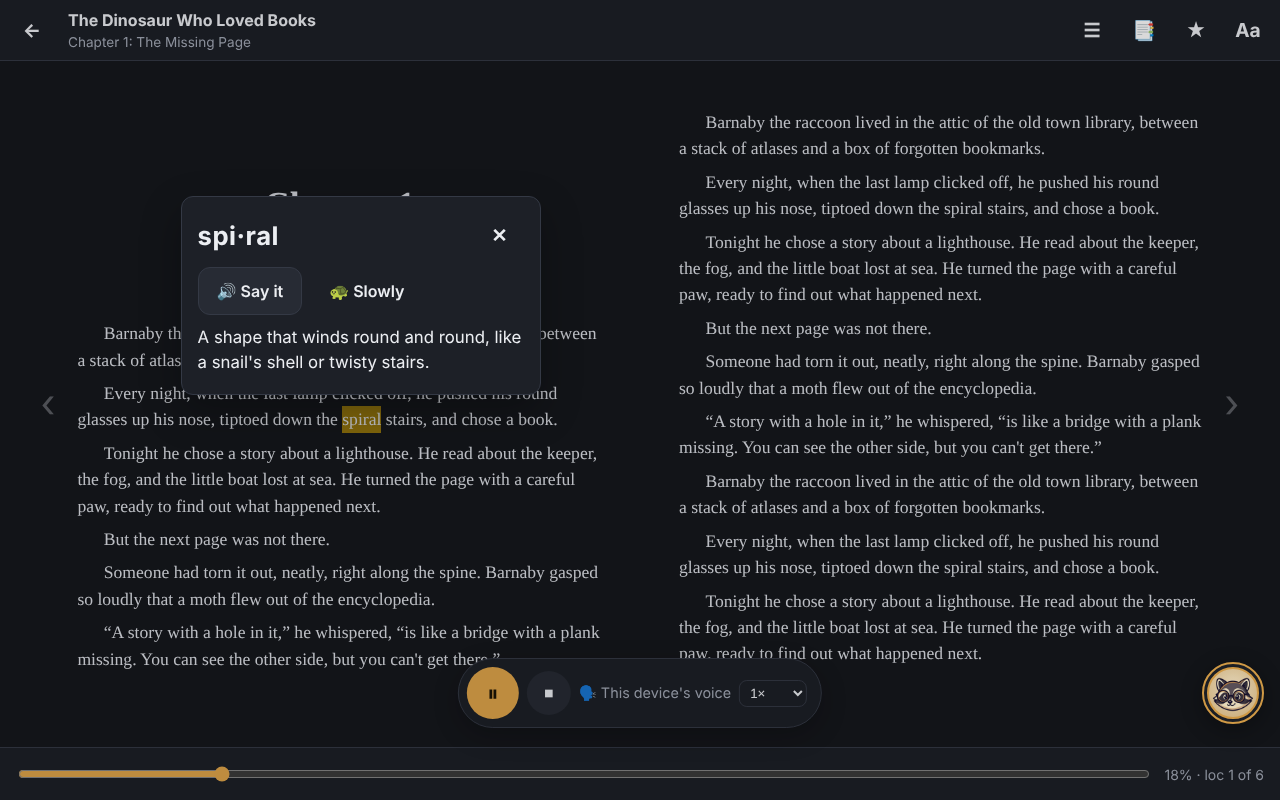 The Dinosaur Who Loved Books
Chapter 1: The Missing Page
Aa
spi·ral
Say it
Slowly
A shape that winds round and round, like
a snail's shell or twisty stairs.
Barnaby th
between
a stack of atlas
Every night, when the last lamp clicked off, he pushed his round
glasses up his nose, tiptoed down the spiral stairs, and chose a book.
Tonight he chose a story about a lighthouse. He read about the keeper,
the fog, and the little boat lost at sea. He turned the page with a careful
paw, ready to find out what happened next.
But the next page was not there.
Someone had torn it out, neatly, right along the spine. Barnaby gasped
so loudly that a moth flew out of the encyclopedia.
“A story with a hole in it,” he whispered, “is like a bridge with a plank
missing. You can see the other side, but you can't get there.”
Barnaby the raccoon lived in the attic of the old town library, between
a stack of atlases and a box of forgotten bookmarks.
Every night, when the last lamp clicked off, he pushed his round
glasses up his nose, tiptoed down the spiral stairs, and chose a book.
Tonight he chose a story about a lighthouse. He read about the keeper,
the fog, and the little boat lost at sea. He turned the page with a careful
paw, ready to find out what happened next.
But the next page was not there.
Someone had torn it out, neatly, right along the spine. Barnaby gasped
so loudly that a moth flew out of the encyclopedia.
“A story with a hole in it,” he whispered, “is like a bridge with a plank
missing. You can see the other side, but you can't get there.”
Barnaby the raccoon lived in the attic of the old town library, between
a stack of atlases and a box of forgotten bookmarks.
Every night, when the last lamp clicked off, he pushed his round
glasses up his nose, tiptoed down the spiral stairs, and chose a book.
Tonight he chose a story about a lighthouse. He read about the keeper,
the fog, and the little boat lost at sea. He turned the page with a careful
paw, ready to find out what happened next.
This device's voice
1×
18% · loc 1 of 6